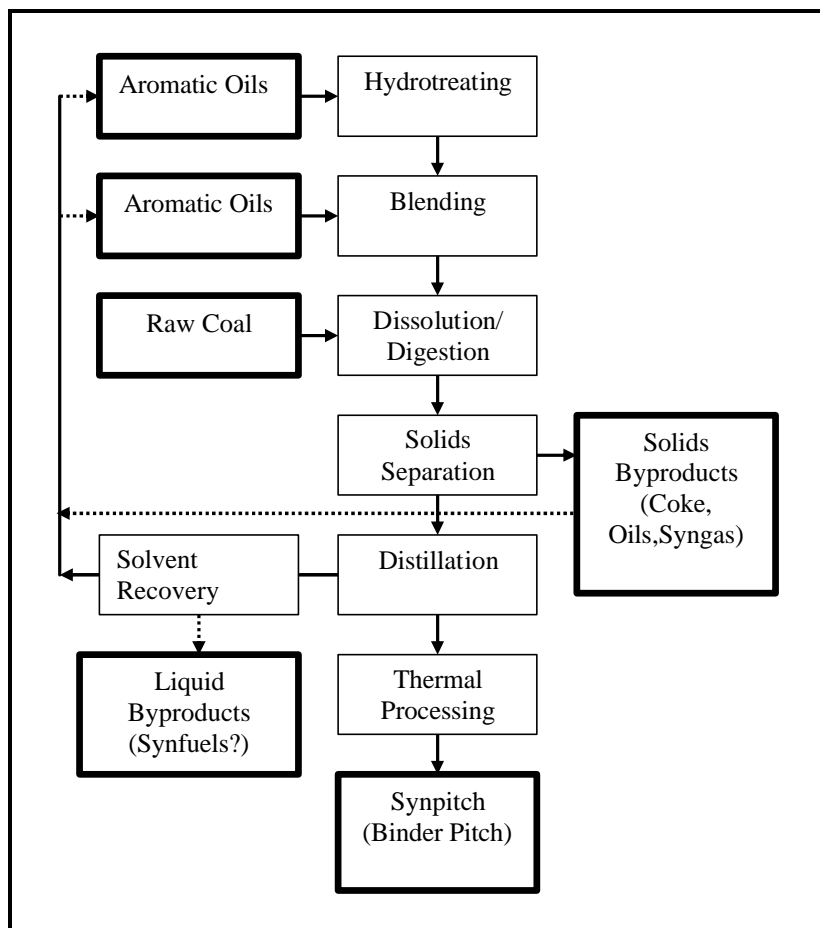 Aromatic Oils
Hydrotreating
Aromatic Oils
Blending
Raw Coal
Dissolution/
Digestion
Solids
Separation
Solids
Byproducts
(Coke,
Oils,Syngas)
Solvent
Recovery
Distillation
Liquid
Byproducts
(Synfuels?)
Thermal
Processing
Synpitch
(Binder Pitch)